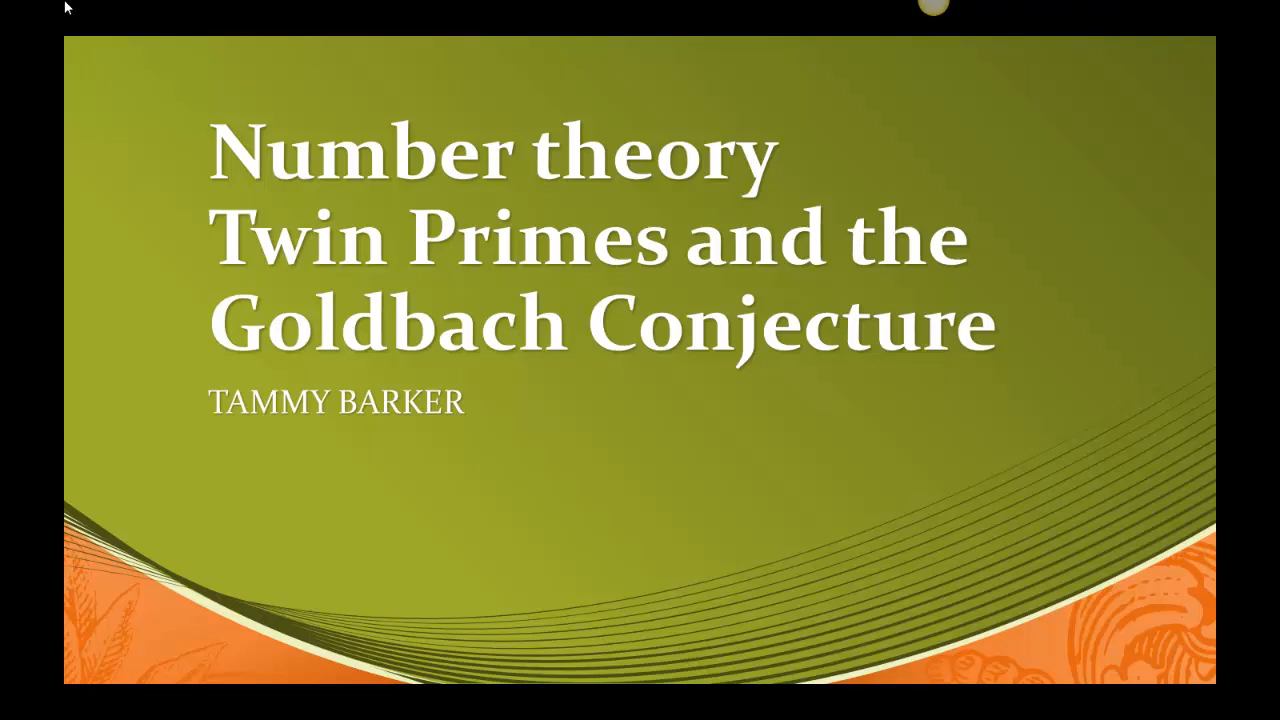 Number theory
Twin Primes and the
Goldbach Conjecture
TAMMY BARKER